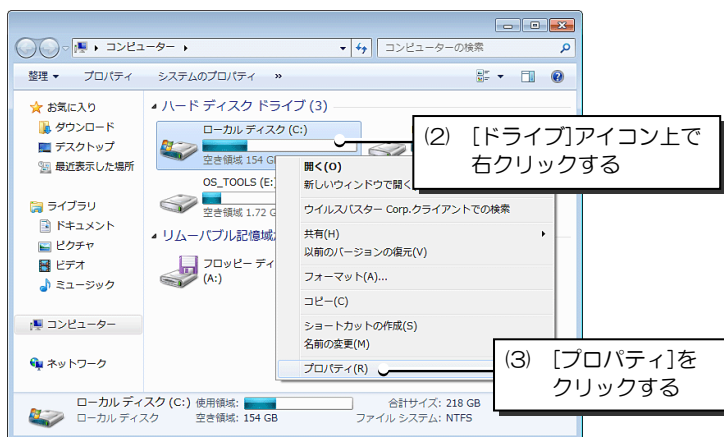 コンピューター
コンピューターの検索
整理 プロパティ システムのプロパティ »
お気に入り
ダウンロード
デスクトップ
最近表示した場所
ライブラリ
ドキュメント
ピクチャ
ビデオ
ミュージック
コンピューター
ネットワーク
ハード ディスク ドライブ (3)
ローカル ディスク (C:)
空き領域 154 G
OS_TOOLS (E:
空き領域 1.72 G
リムーバブル記憶域
フロッピー ディ
(A:)
開く(O)
新しいウィンドウで開く
ウイルスバスター Corp.クライアントでの検索
共有(H)
以前のバージョンの復元(V)
フォーマット(A)...
コピー(C)
ショートカットの作成(S)
名前の変更(M)
プロパティ(R)
(2) [ドライブ]アイコン上で
右クリックする
(3) [プロパティ]を
クリックする
ローカル ディスク (C:) 使用領域: 合計サイズ: 218 GB
ローカル ディスク 空き領域: 154 GB ファイル システム: NTFS